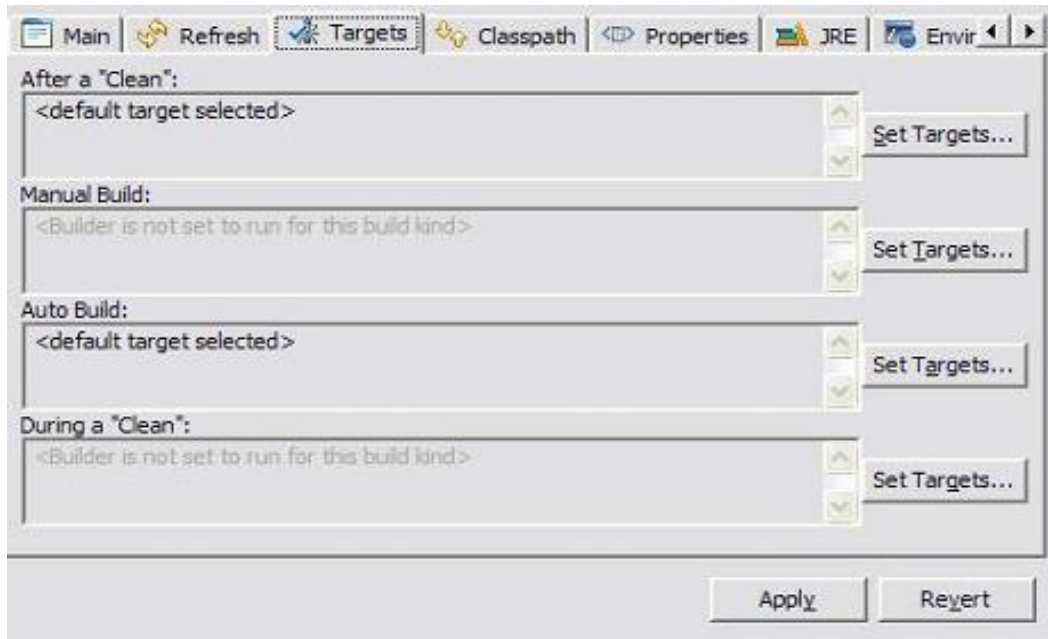 Main Refresh Targets Classpath Properties JRE Envir
After a "Clean":
<default target selected>
Set Targets...
Manual Build:
<Builder is not set to run for this build kind>
Set Targets...
Auto Build:
<default target selected>
Set Targets...
During a "Clean":
<Builder is not set to run for this build kind>
Set Targets...
Apply Revert